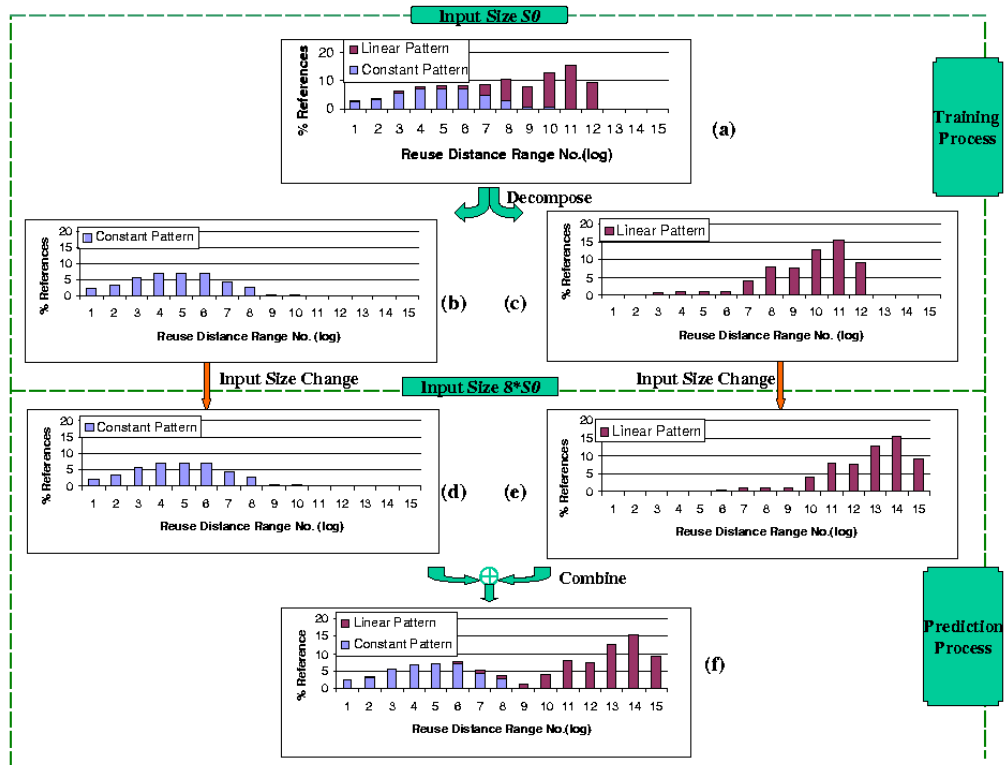 Input Size S0
20
10
0
Linear Pattern
Constant Pattern
% References
1 2 3 4 5 6 7 8 9 10 11 12 13 14 15
Reuse Distance Range No.(log)
(a)
Training
Process
Decompose
20
15
10
5
0
Constant Pattern
% References
1 2 3 4 5 6 7 8 9 10 11 12 13 14 15
Reuse Distance Range No. (log)
(b)
(c)
20
15
10
5
0
Linear Pattern
% References
1 2 3 4 5 6 7 8 9 10 11 12 13 14 15
Reuse Distance Range No. (log)
Input Size Change
Input Size 8*S0
Input Size Change
20
15
10
5
0
Constant Pattern
% References
1 2 3 4 5 6 7 8 9 10 11 12 13 14 15
Reuse Distance Range No. (log)
(d)
(e)
20
15
10
5
0
Linear Pattern
% References
1 2 3 4 5 6 7 8 9 10 11 12 13 14 15
Reuse Distance Range No.(log)
Combine
20
15
10
5
0
Linear Pattern
Constant Pattern
% Reference
1 2 3 4 5 6 7 8 9 10 11 12 13 14 15
Reuse Distance Range No.(log)
(f)
Prediction
Process